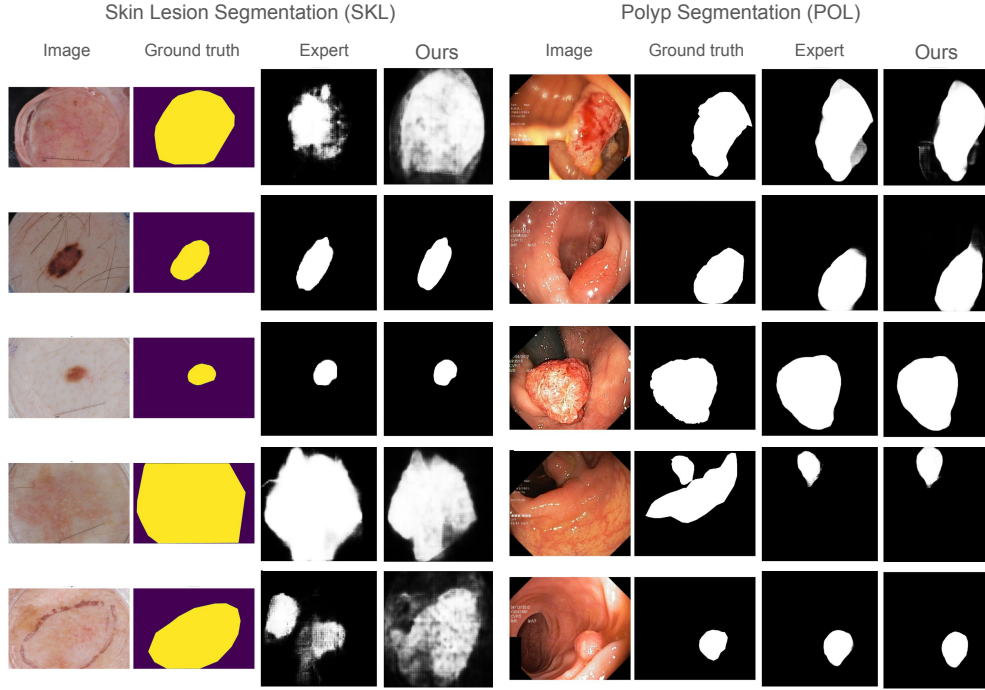 Skin Lesion Segmentation (SKL)
Polyp Segmentation (POL)
Image
Ground truth
Expert
Ours
Image
Ground truth
Expert
Ours